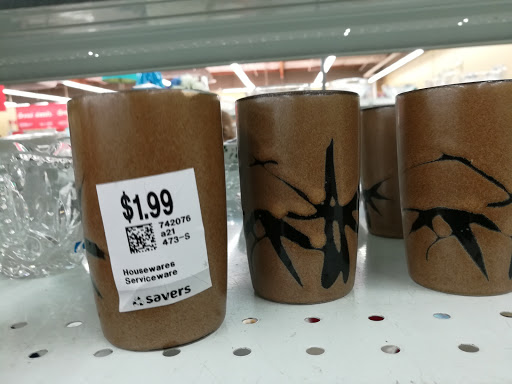 $1.99
742076
a21
473-S
Housewares
Serviceware
savers